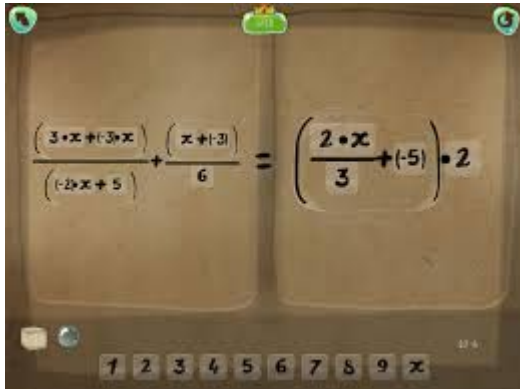 (3•x+(-3)•x) / ((-2)•x+5) + (x+(-3)) / 6 = ((2•x) / 3 + (-5)) • 2
1 2 3 4 5 6 7 8 9 x